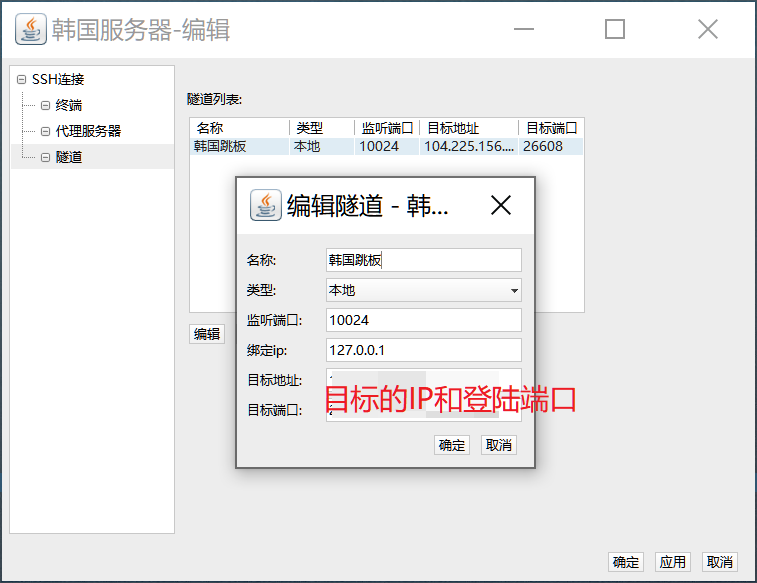 韩国服务器-编辑
SSH连接
终端
代理服务器
隧道
隧道列表:
名称 类型 监听端口 目标地址 目标端口
韩国跳板 本地 10024 104.225.156.... 26608
编辑
编辑隧道 - 韩...
名称: 韩国跳板
类型: 本地
监听端口: 10024
绑定ip: 127.0.0.1
目标地址:
目标的IP和登陆端口
目标端口:
确定 取消
确定 应用 取消